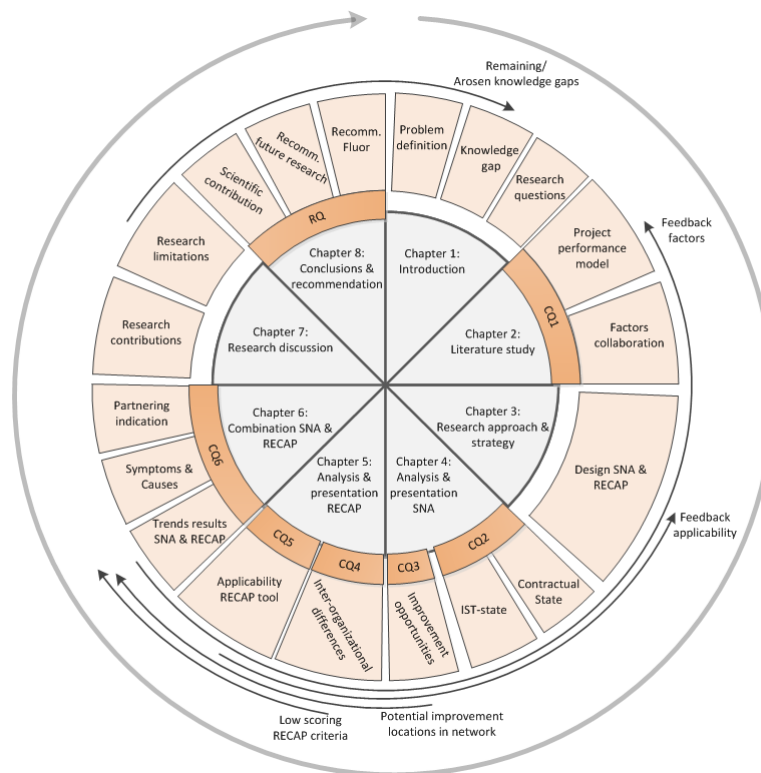 Remaining/
Arosen knowledge gaps
Recomm.
Fluor
Problem
definition
Knowledge
gap
Research
questions
Project
performance
model
Feedback
factors
Factors
collaboration
Design SNA &
RECAP
Feedback
applicability
Contractual
State
IST-state
Improvement
opportunities
Inter-organizational
differences
Applicability
RECAP tool
Trends results
SNA & RECAP
Symptoms &
Causes
Partnering
indication
Research
contributions
Research
limitations
Scientific
contribution
Recomm.
future research
RQ
CQ1
CQ2
CQ3
CQ4
CQ5
CQ6
Chapter 1:
Introduction
Chapter 2:
Literature study
Chapter 3:
Research approach &
strategy
Chapter 4:
Analysis &
presentation
SNA
Chapter 5:
Analysis &
presentation
RECAP
Chapter 6:
Combination SNA &
RECAP
Chapter 7:
Research discussion
Chapter 8:
Conclusions &
recommendation
Low scoring
RECAP criteria
Potential improvement
locations in network